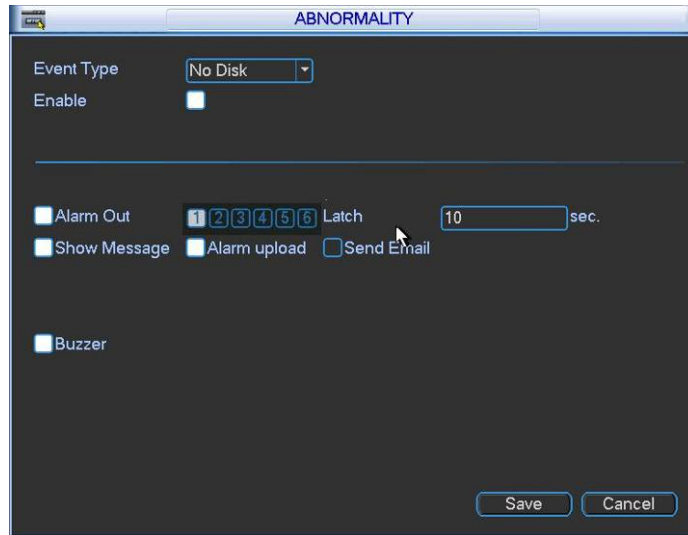 ABNORMALITY
Event Type No Disk
Enable
Alarm Out 1 2 3 4 5 6 Latch 10 sec.
Show Message Alarm upload Send Email
Buzzer
Save Cancel